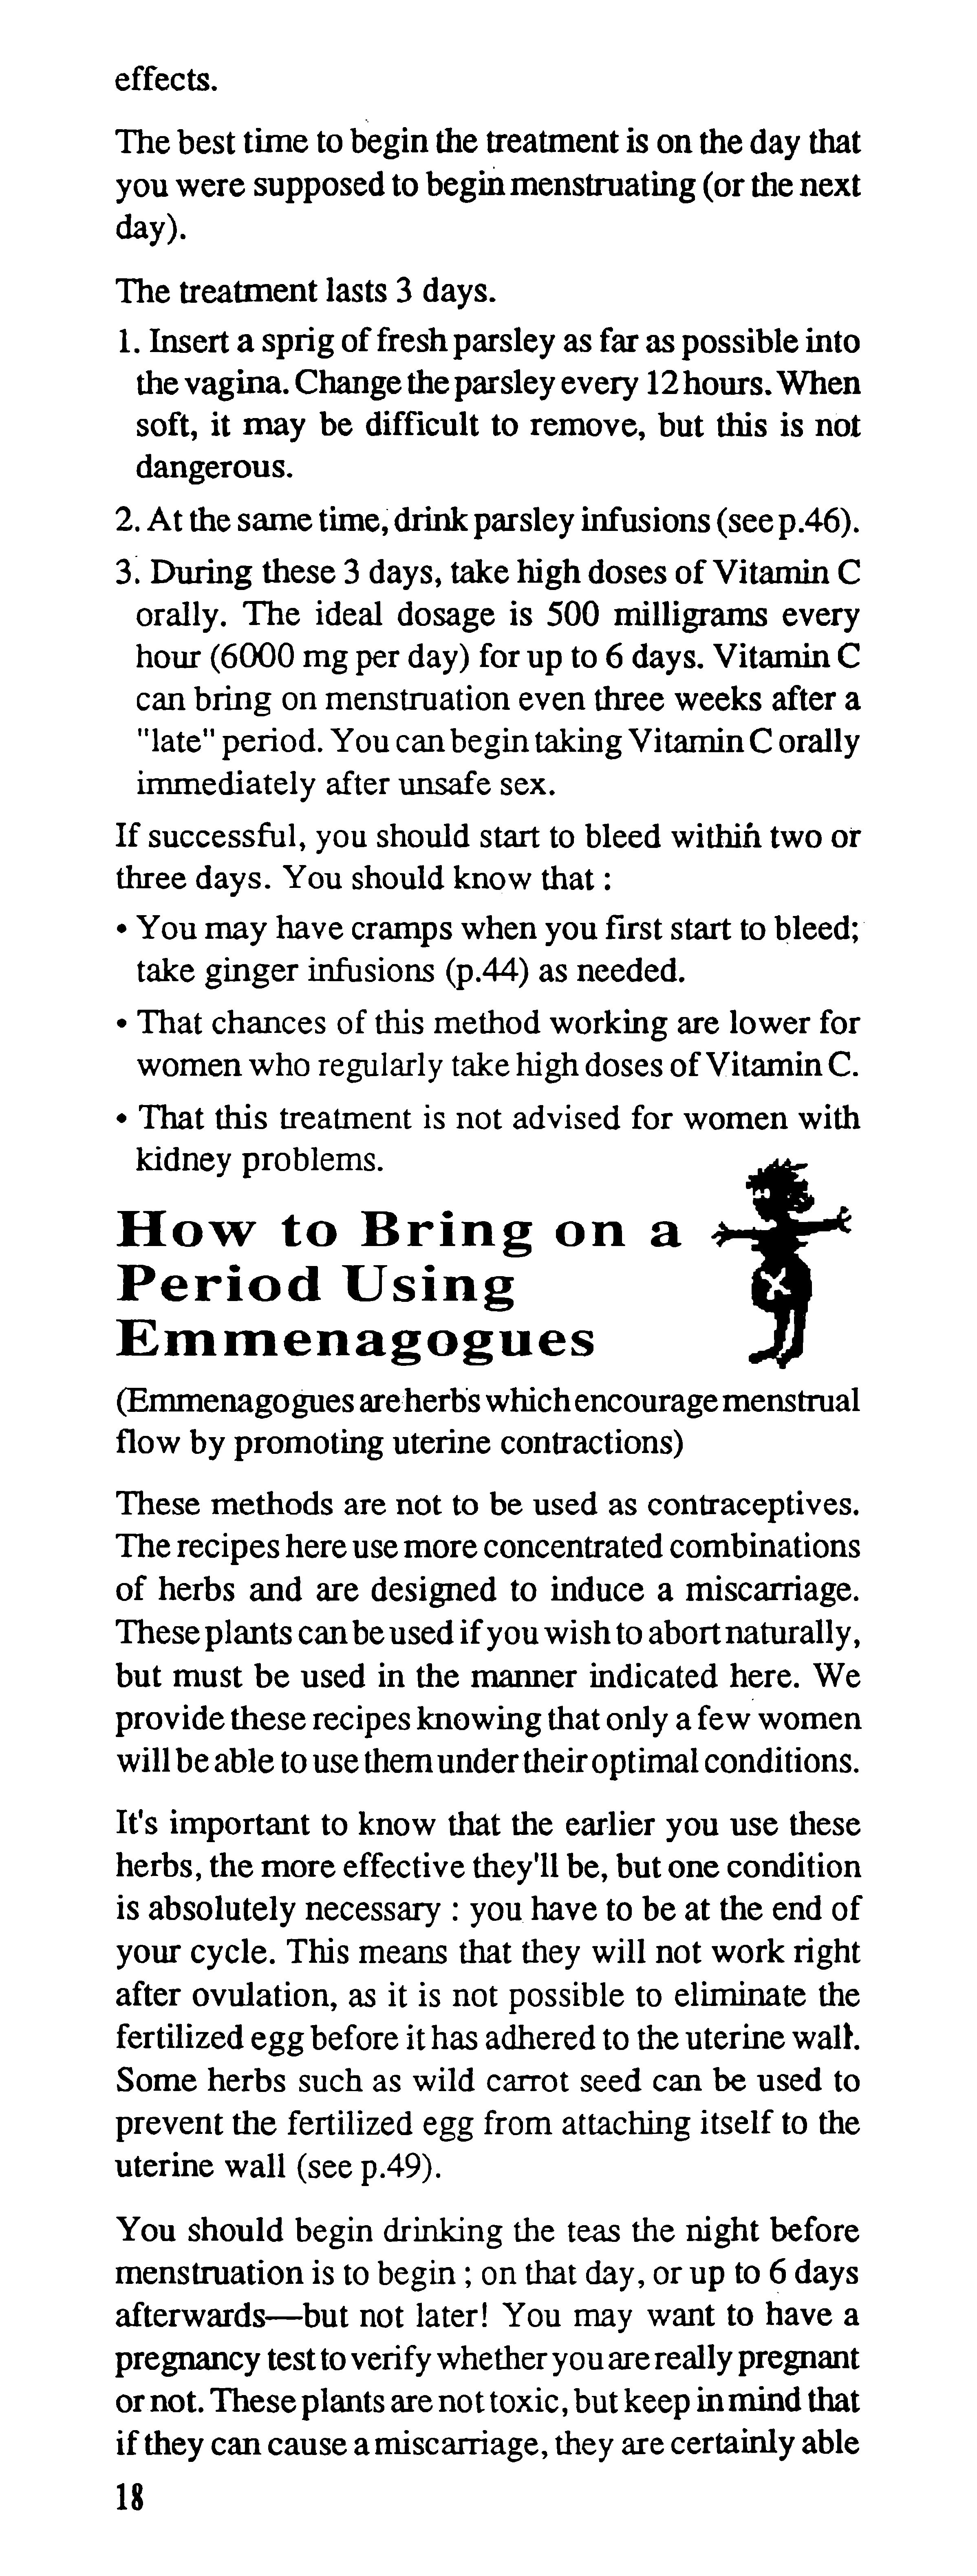 effects.
The best time to begin the treatment is on the day that
you were supposed to begin menstruating (or the next
day).
The treatment lasts 3 days.
1. Insert a sprig of fresh parsley as far as possible into
the vagina. Change the parsley every 12 hours. When
soft, it may be difficult to remove, but this is not
dangerous.
2. At the same time, drink parsley infusions (see p.46).
3. During these 3 days, take high doses of Vitamin C
orally. The ideal dosage is 500 milligrams every
hour (6000 mg per day) for up to 6 days. Vitamin C
can bring on menstruation even three weeks after a
"late" period. You can begin taking Vitamin C orally
immediately after unsafe sex.
If successful, you should start to bleed within two or
three days. You should know that :
• You may have cramps when you first start to bleed;
take ginger infusions (p.44) as needed.
• That chances of this method working are lower for
women who regularly take high doses of Vitamin C.
• That this treatment is not advised for women with
kidney problems.
How to Bring on a
Period Using
Emmenagogues
(Emmenagogues are herbs which encourage menstrual
flow by promoting uterine contractions)
These methods are not to be used as contraceptives.
The recipes here use more concentrated combinations
of herbs and are designed to induce a miscarriage.
These plants can be used if you wish to abort naturally,
but must be used in the manner indicated here. We
provide these recipes knowing that only a few women
will be able to use them under their optimal conditions.
It's important to know that the earlier you use these
herbs, the more effective they'll be, but one condition
is absolutely necessary : you have to be at the end of
your cycle. This means that they will not work right
after ovulation, as it is not possible to eliminate the
fertilized egg before it has adhered to the uterine wall.
Some herbs such as wild carrot seed can be used to
prevent the fertilized egg from attaching itself to the
uterine wall (see p.49).
You should begin drinking the teas the night before
menstruation is to begin ; on that day, or up to 6 days
afterwards—but not later! You may want to have a
pregnancy test to verify whether you are really pregnant
or not. These plants are not toxic, but keep in mind that
if they can cause a miscarriage, they are certainly able
18